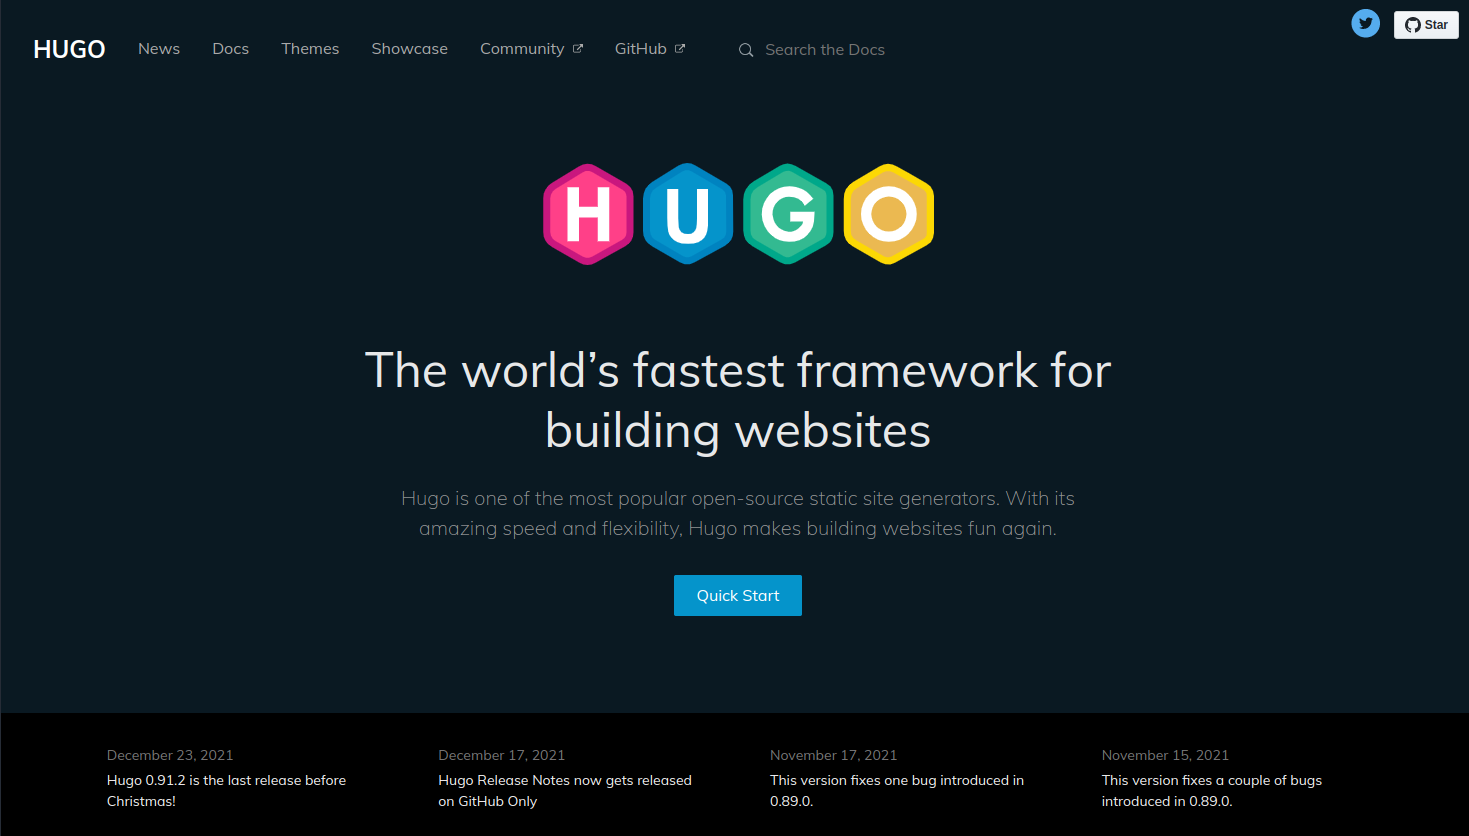 HUGO News Docs Themes Showcase Community GitHub Search the Docs Star
HUGO
The world’s fastest framework for
building websites
Hugo is one of the most popular open-source static site generators. With its
amazing speed and flexibility, Hugo makes building websites fun again.
Quick Start
December 23, 2021
Hugo 0.91.2 is the last release before
Christmas!
December 17, 2021
Hugo Release Notes now gets released
on GitHub Only
November 17, 2021
This version fixes one bug introduced in
0.89.0.
November 15, 2021
This version fixes a couple of bugs
introduced in 0.89.0.